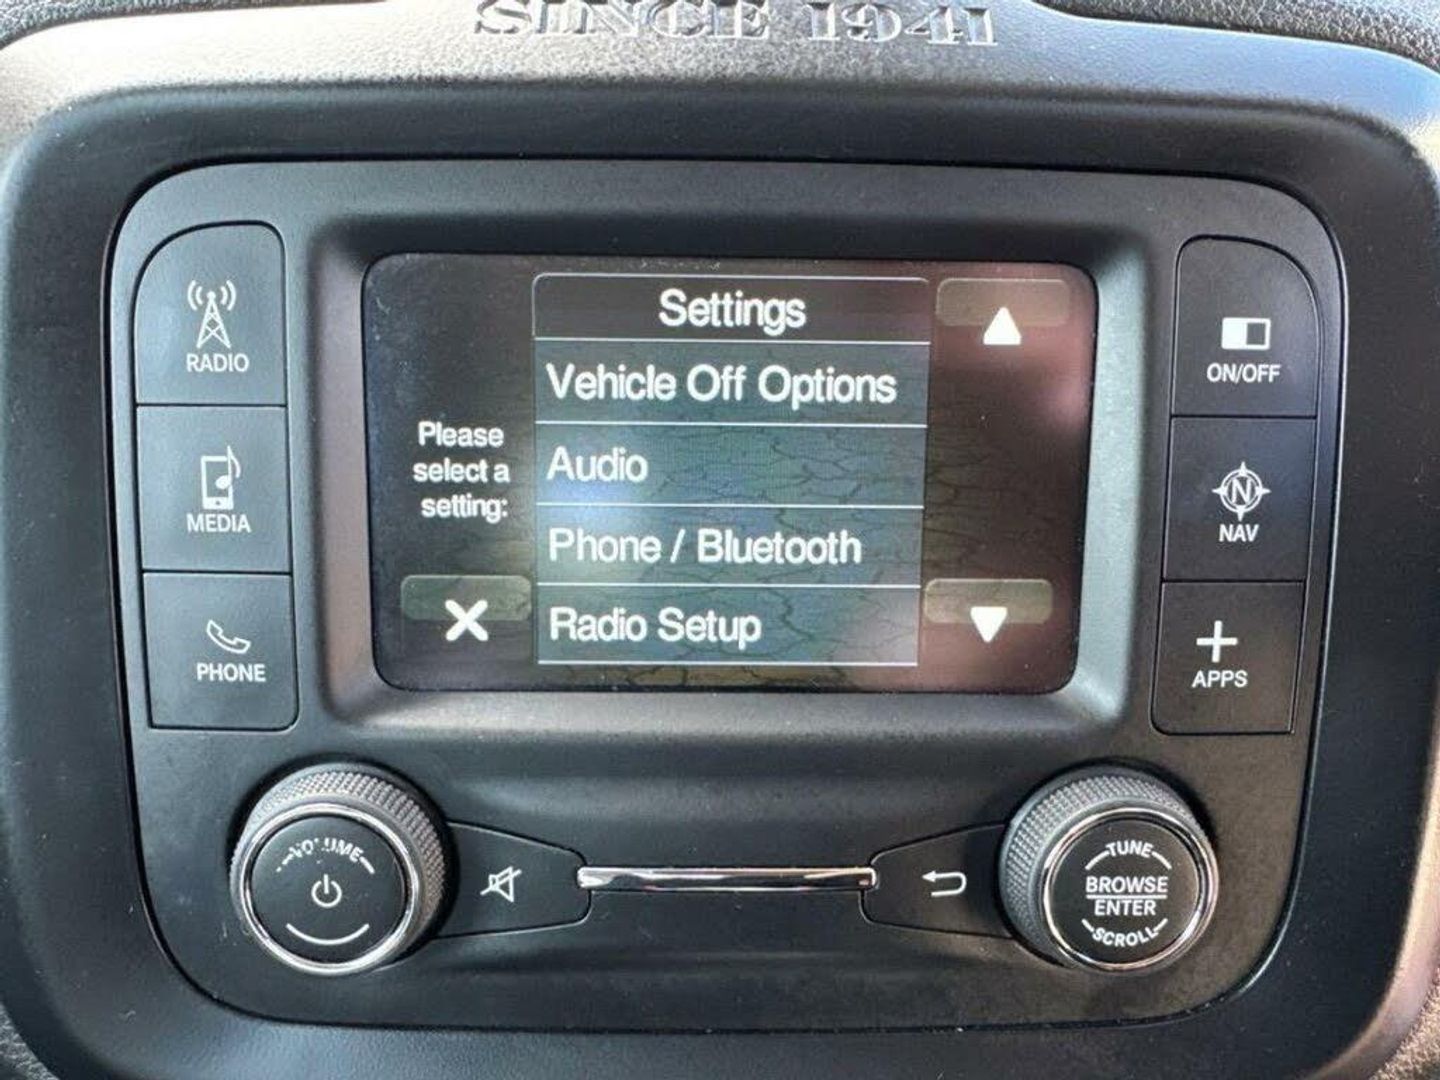 SINCE 1941
RADIO
MEDIA
PHONE
Settings
Vehicle Off Options
Audio
Phone / Bluetooth
Radio Setup
Please
select a
setting:
ON/OFF
N
NAV
APPS
VOLUME
TUNE
BROWSE
ENTER
SCROLL